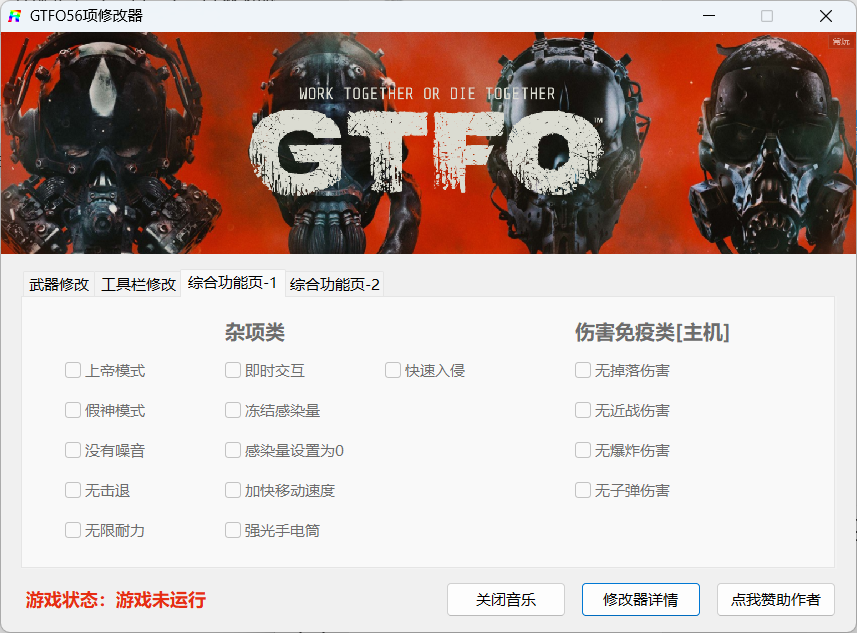 GTFO56项修改器
常玩
WORK TOGETHER OR DIE TOGETHER
GTFO™
武器修改 工具栏修改 综合功能页-1 综合功能页-2
杂项类 伤害免疫类[主机]
上帝模式 即时交互 快速入侵 无掉落伤害
假神模式 冻结感染量 无近战伤害
没有噪音 感染量设置为0 无爆炸伤害
无击退 加快移动速度 无子弹伤害
无限耐力 强光手电筒
游戏状态：游戏未运行 关闭音乐 修改器详情 点我赞助作者